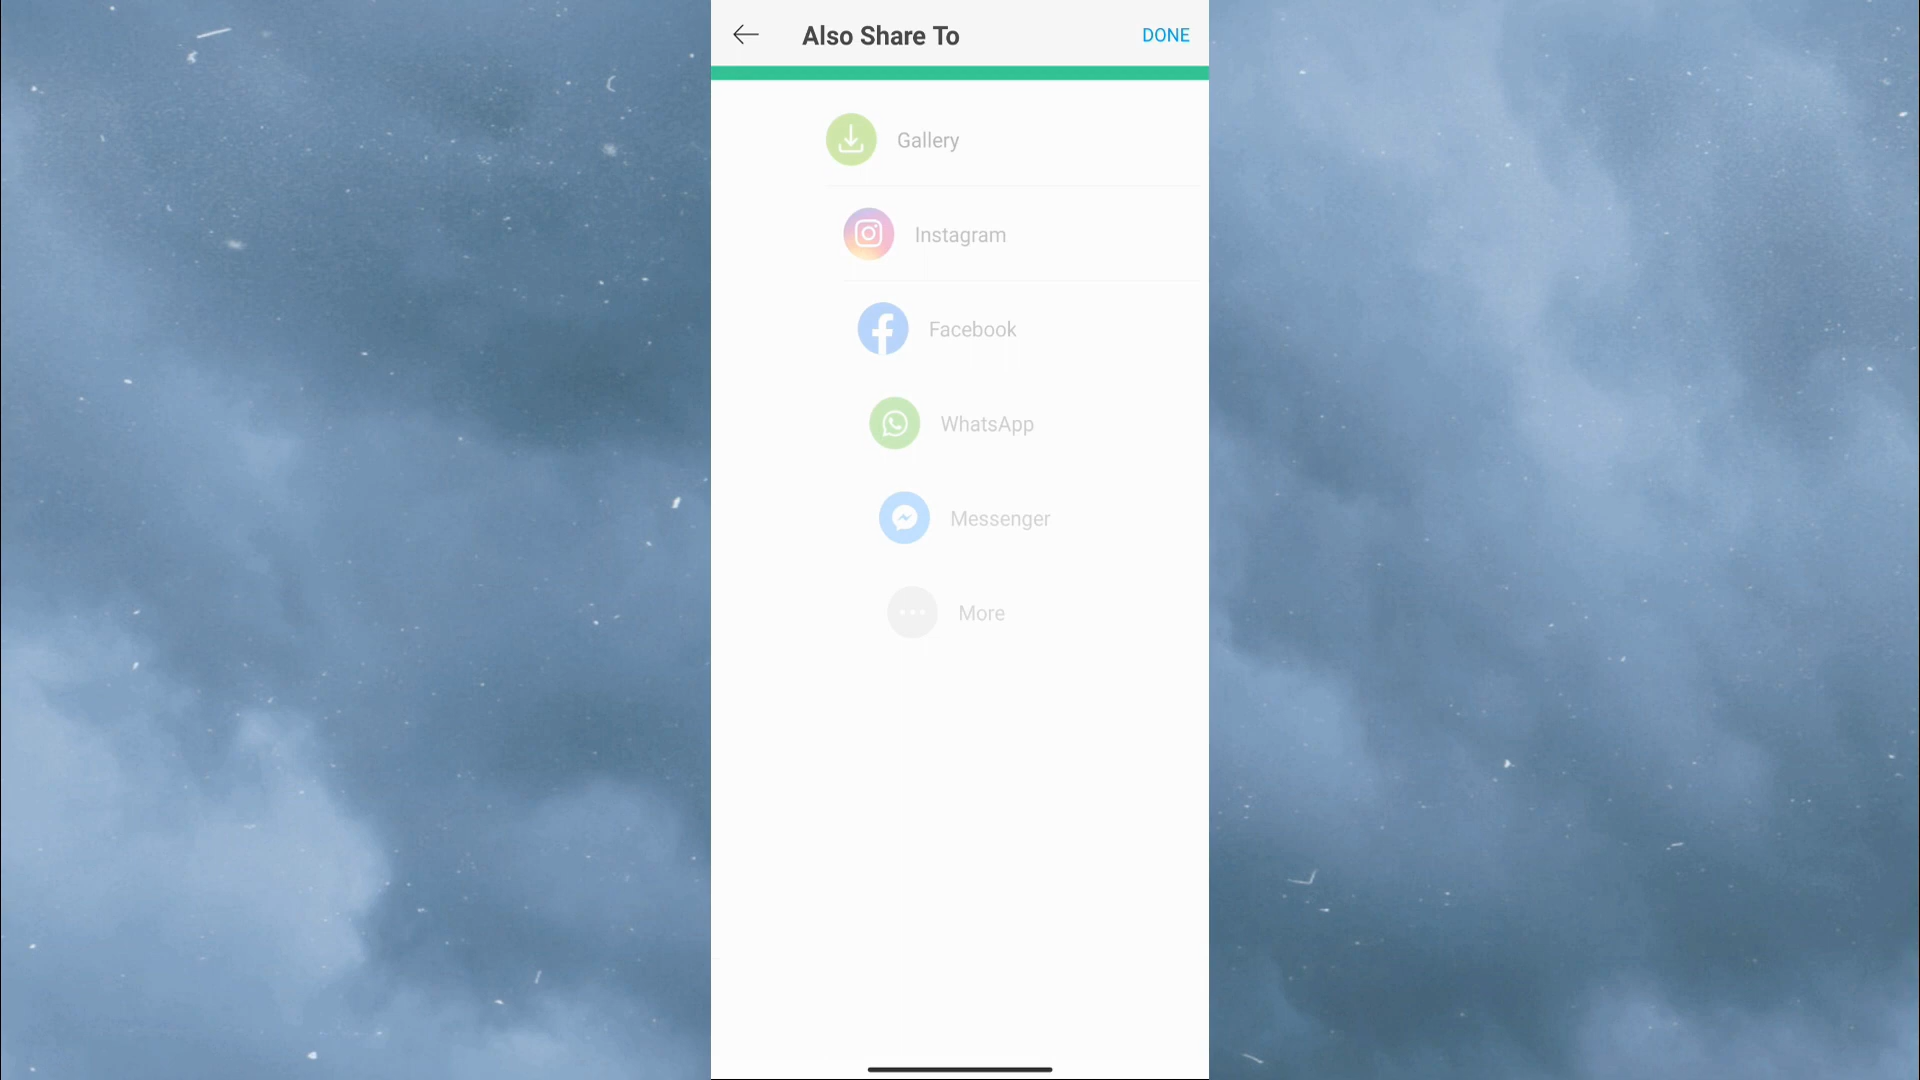 Also Share To
DONE
Gallery
Instagram
Facebook
WhatsApp
Messenger
More